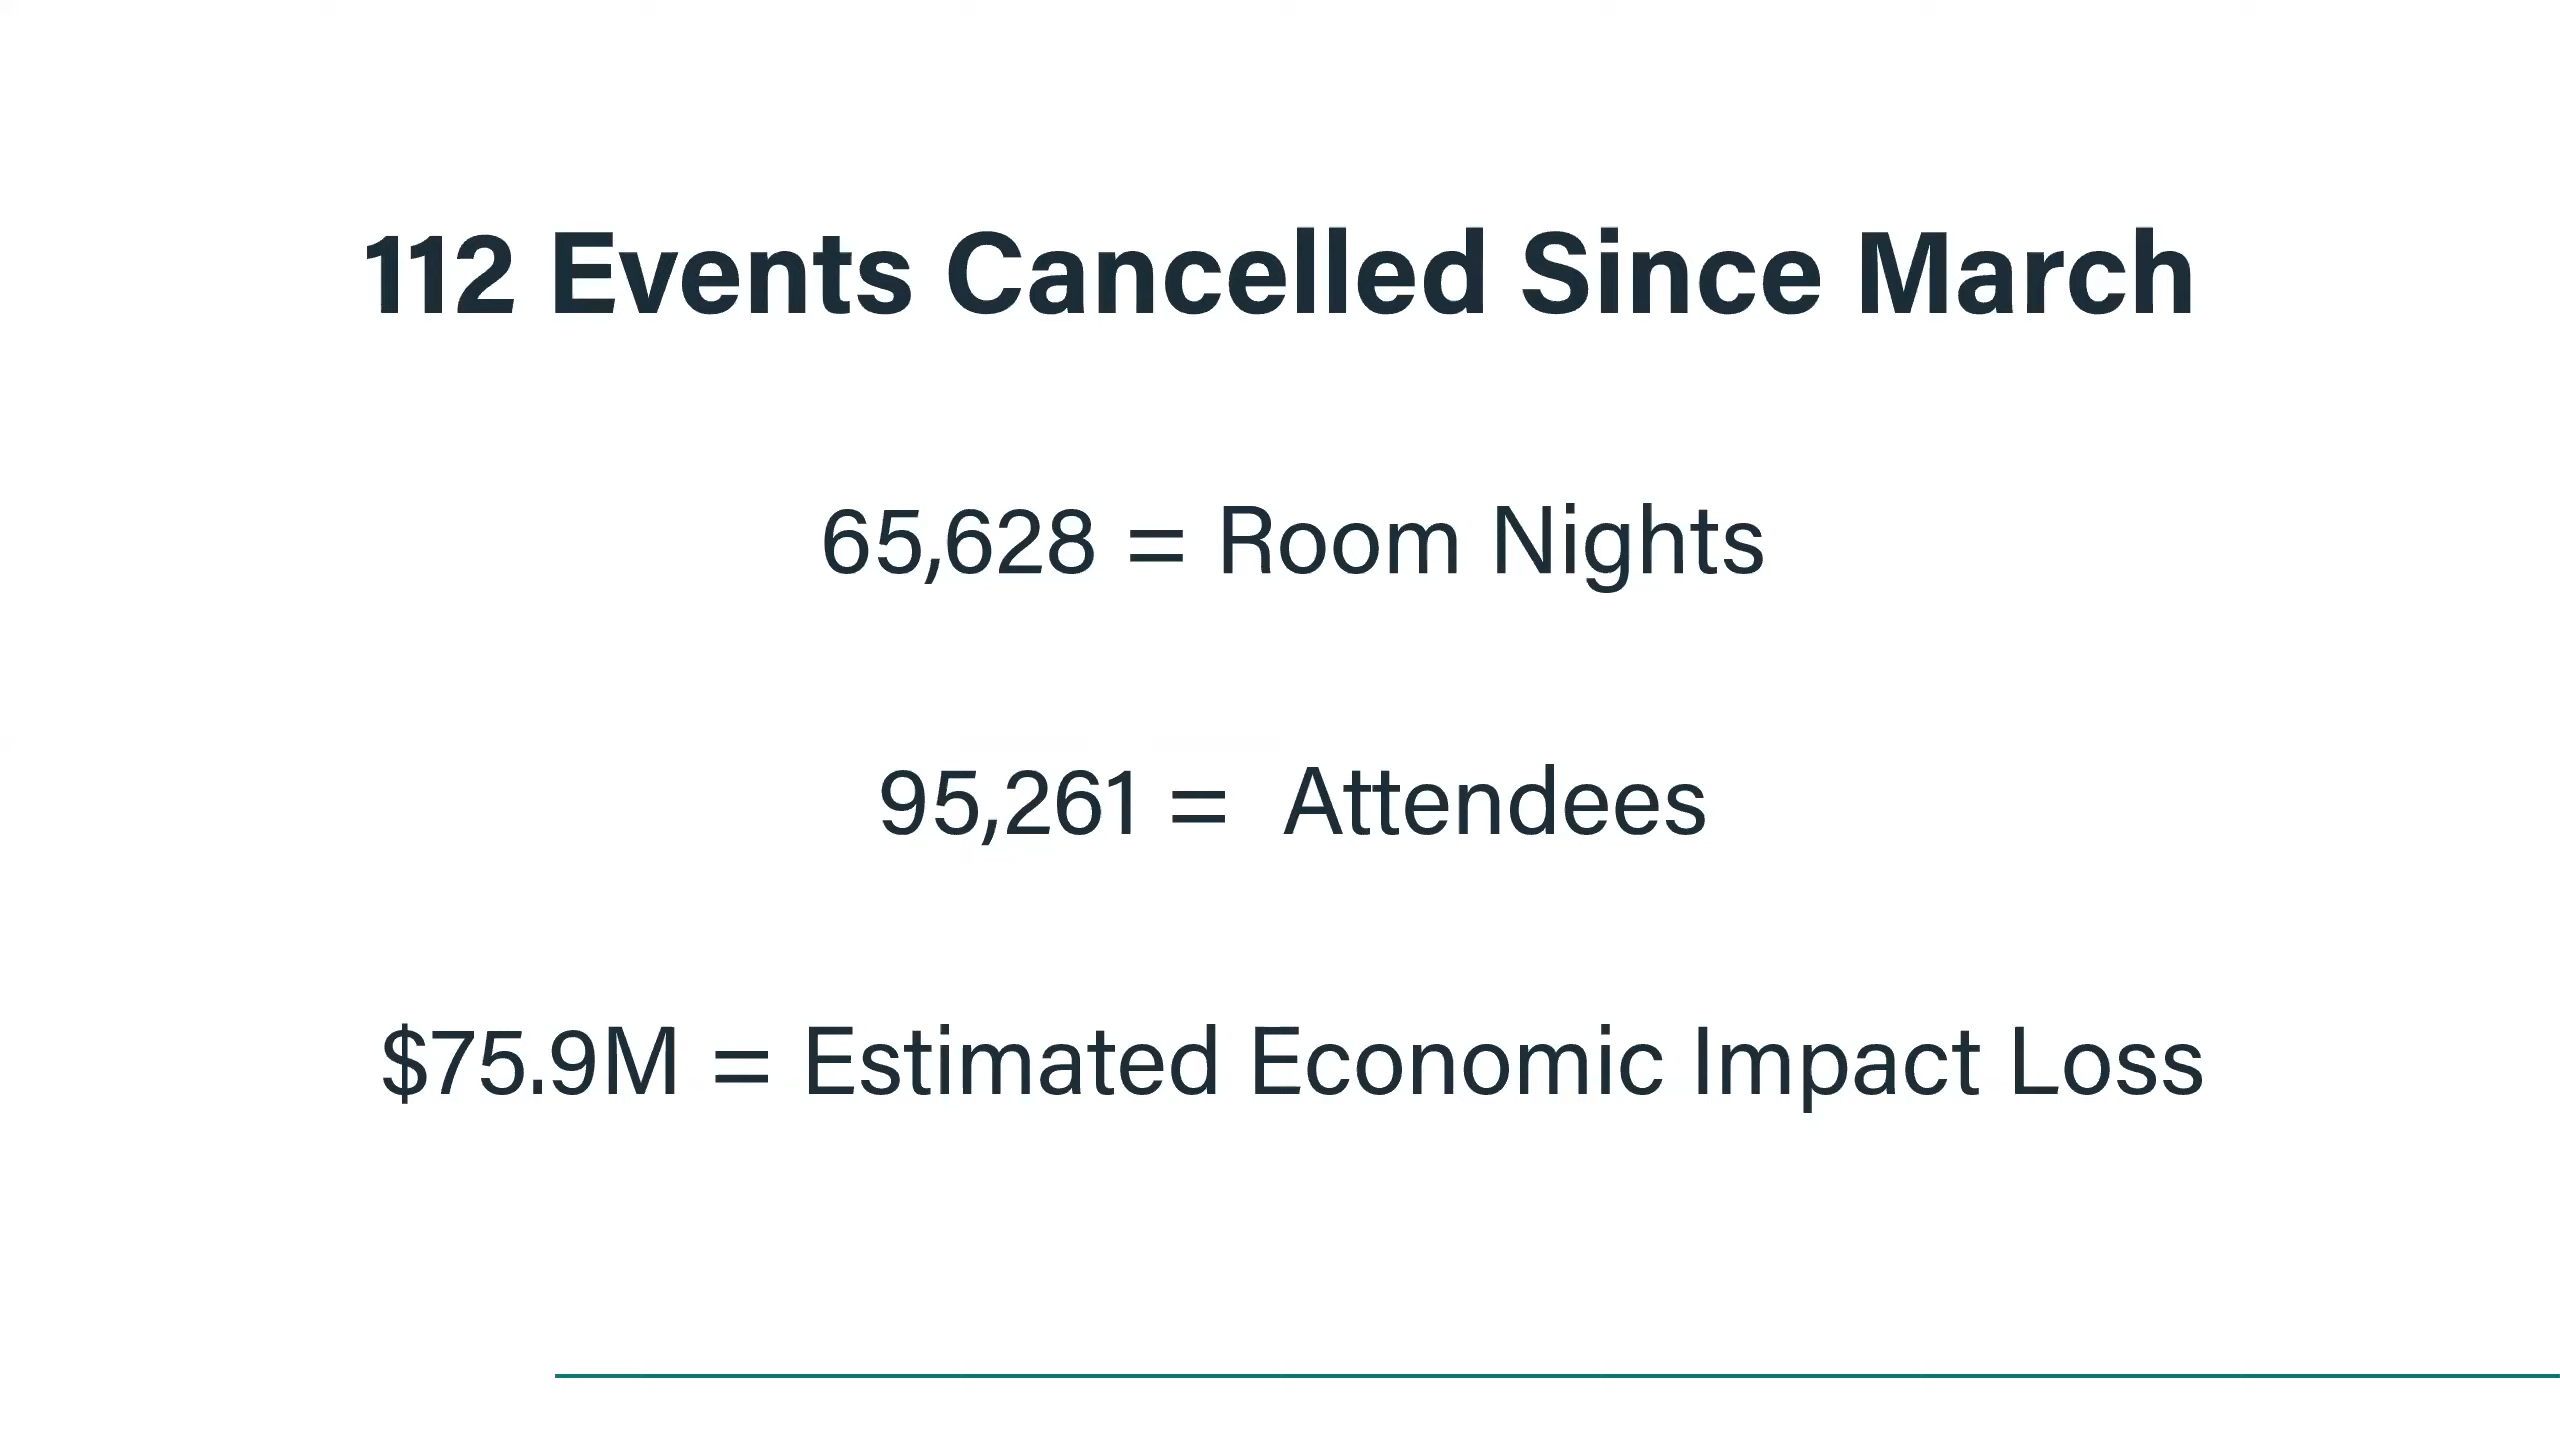 112 Events Cancelled Since March
65,628 = Room Nights
95,261 = Attendees
$75.9M = Estimated Economic Impact Loss